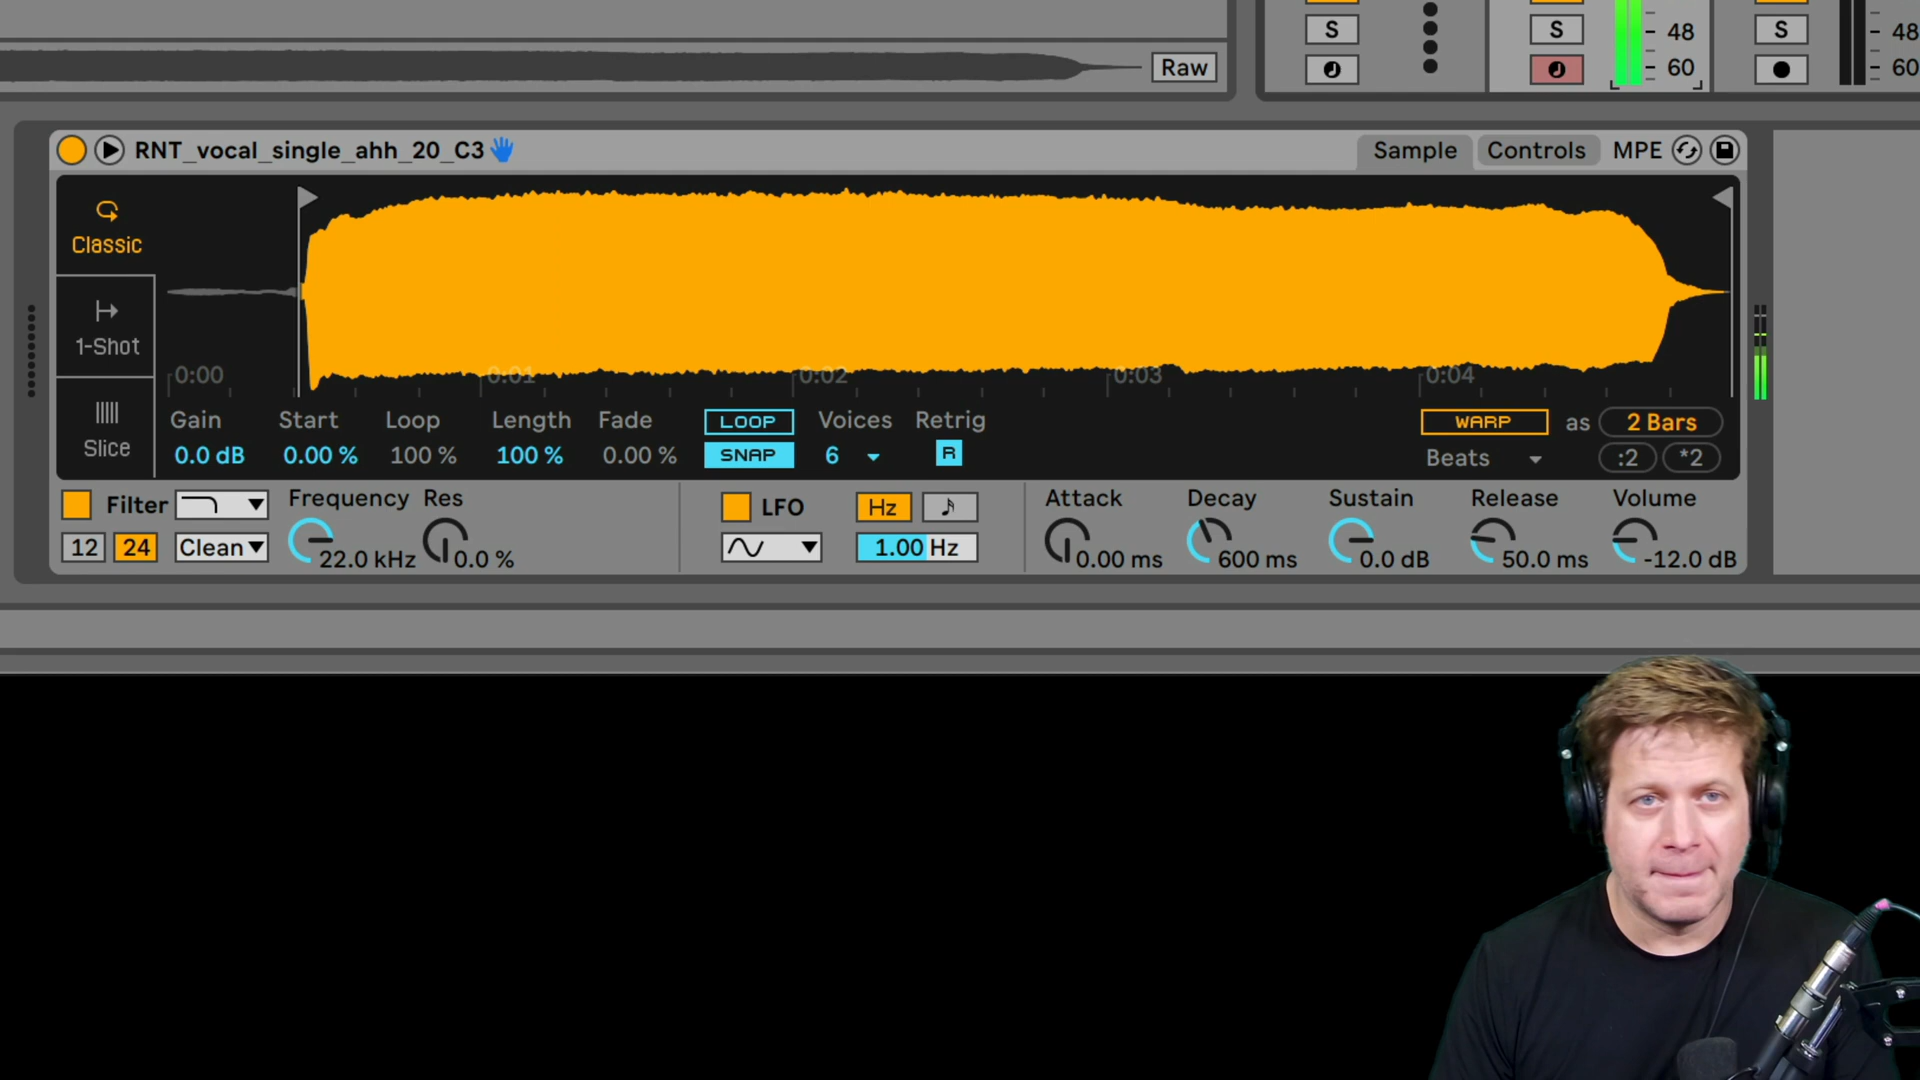 S S S
48 48
60 60
Raw
RNT_vocal_single_ahh_20_C3 Sample Controls MPE
Classic
1-Shot
Slice
0:00 0:01 0:02 0:03 0:04
Gain Start Loop Length Fade LOOP Voices Retrig WARP as 2 Bars
0.0 dB 0.00 % 100 % 100 % 0.00 % SNAP 6 R Beats :2 *2
Filter Frequency Res LFO Hz Attack Decay Sustain Release Volume
12 24 Clean 22.0 kHz 0.0 % 1.00 Hz 0.00 ms 600 ms 0.0 dB 50.0 ms -12.0 dB